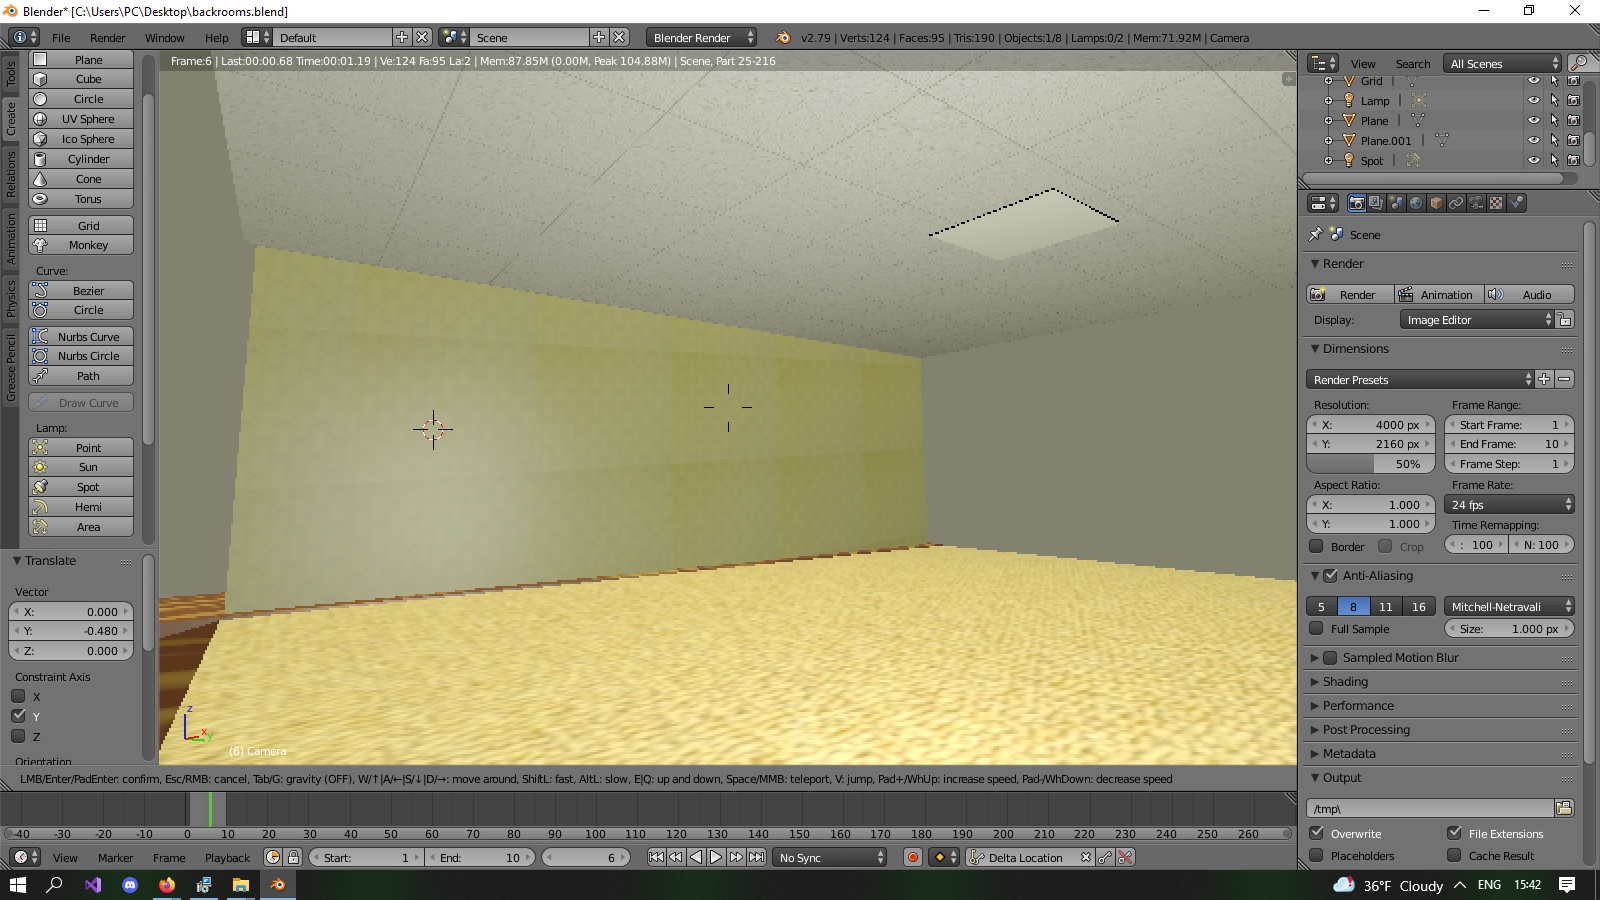 Blender* [C:\Users\PC\Desktop\backrooms.blend]
File Render Window Help Default Scene Blender Render v2.79 | Verts:124 | Faces:95 | Tris:190 | Objects:1/8 | Lamps:0/2 | Mem:71.92M | Camera
Frame:6 | Last:00:00.68 Time:00:01.19 | Ve:124 Fa:95 La:2 | Mem:87.85M (0.00M, Peak 104.88M) | Scene, Part 25-216
Tools
Create
Relations
Animation
Physics
Grease Pencil
Plane
Cube
Circle
UV Sphere
Ico Sphere
Cylinder
Cone
Torus
Grid
Monkey
Curve:
Bezier
Circle
Nurbs Curve
Nurbs Circle
Path
Draw Curve
Lamp:
Point
Sun
Spot
Hemi
Area
Translate
Vector
X: 0.000
Y: -0.480
Z: 0.000
Constraint Axis
X
Y
Z
Orientation
z
x
y
(6) Camera
View Search All Scenes
Grid
Lamp
Plane
Plane.001
Spot
Scene
Render
Render Animation Audio
Display: Image Editor
Dimensions
Render Presets
Resolution: Frame Range:
X: 4000 px Start Frame: 1
Y: 2160 px End Frame: 10
50% Frame Step: 1
Aspect Ratio: Frame Rate:
X: 1.000 24 fps
Y: 1.000 Time Remapping:
Border Crop : 100 N: 100
Anti-Aliasing
5 8 11 16 Mitchell-Netravali
Full Sample Size: 1.000 px
Sampled Motion Blur
Shading
Performance
Post Processing
Metadata
Output
/tmp\
Overwrite File Extensions
Placeholders Cache Result
LMB/Enter/PadEnter: confirm, Esc/RMB: cancel, Tab/G: gravity (OFF), W/↑|A/←|S/↓|D/→: move around, ShiftL: fast, AltL: slow, E|Q: up and down, Space/MMB: teleport, V: jump, Pad+/WhUp: increase speed, Pad-/WhDown: decrease speed
-40 -30 -20 -10 0 10 20 30 40 50 60 70 80 90 100 110 120 130 140 150 160 170 180 190 200 210 220 230 240 250 260
View Marker Frame Playback Start: 1 End: 10 6 No Sync Delta Location
36°F Cloudy ENG 15:42